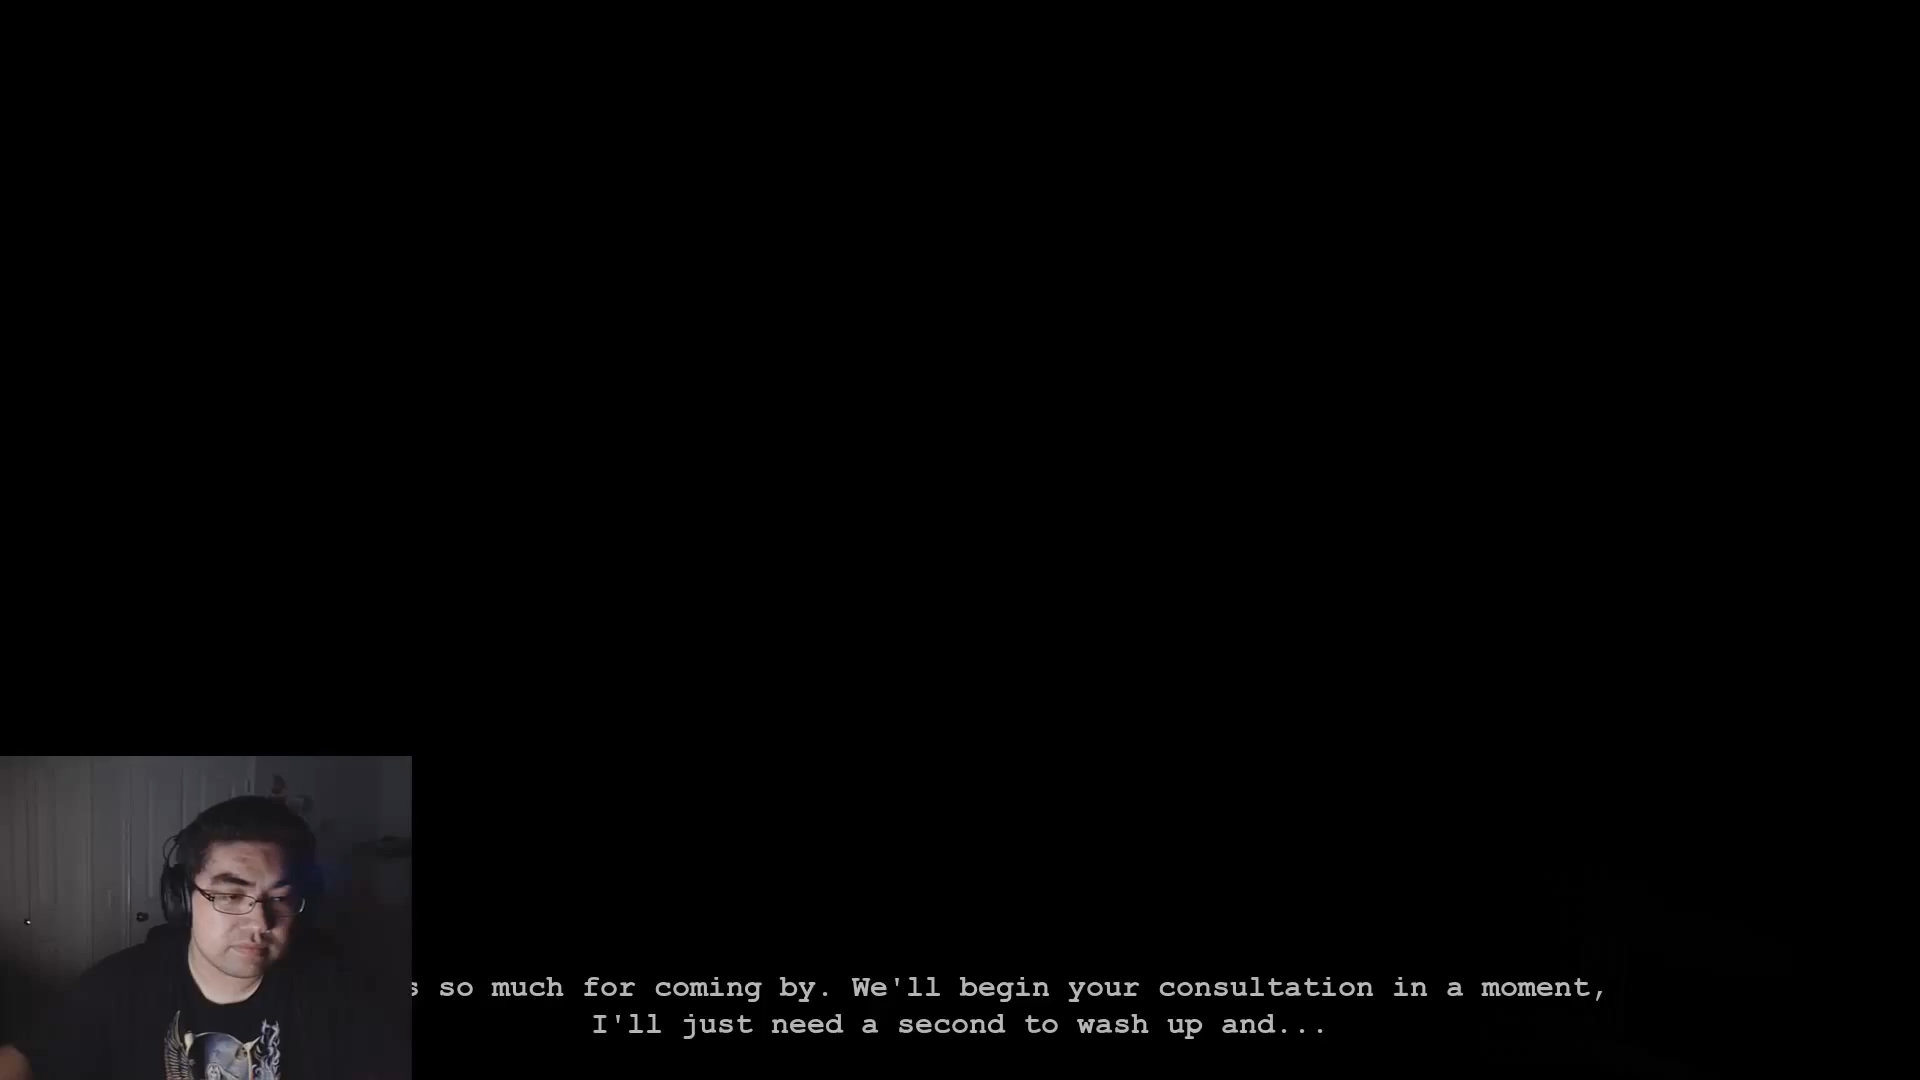 so much for coming by. We'll begin your consultation in a moment,
I'll just need a second to wash up and...